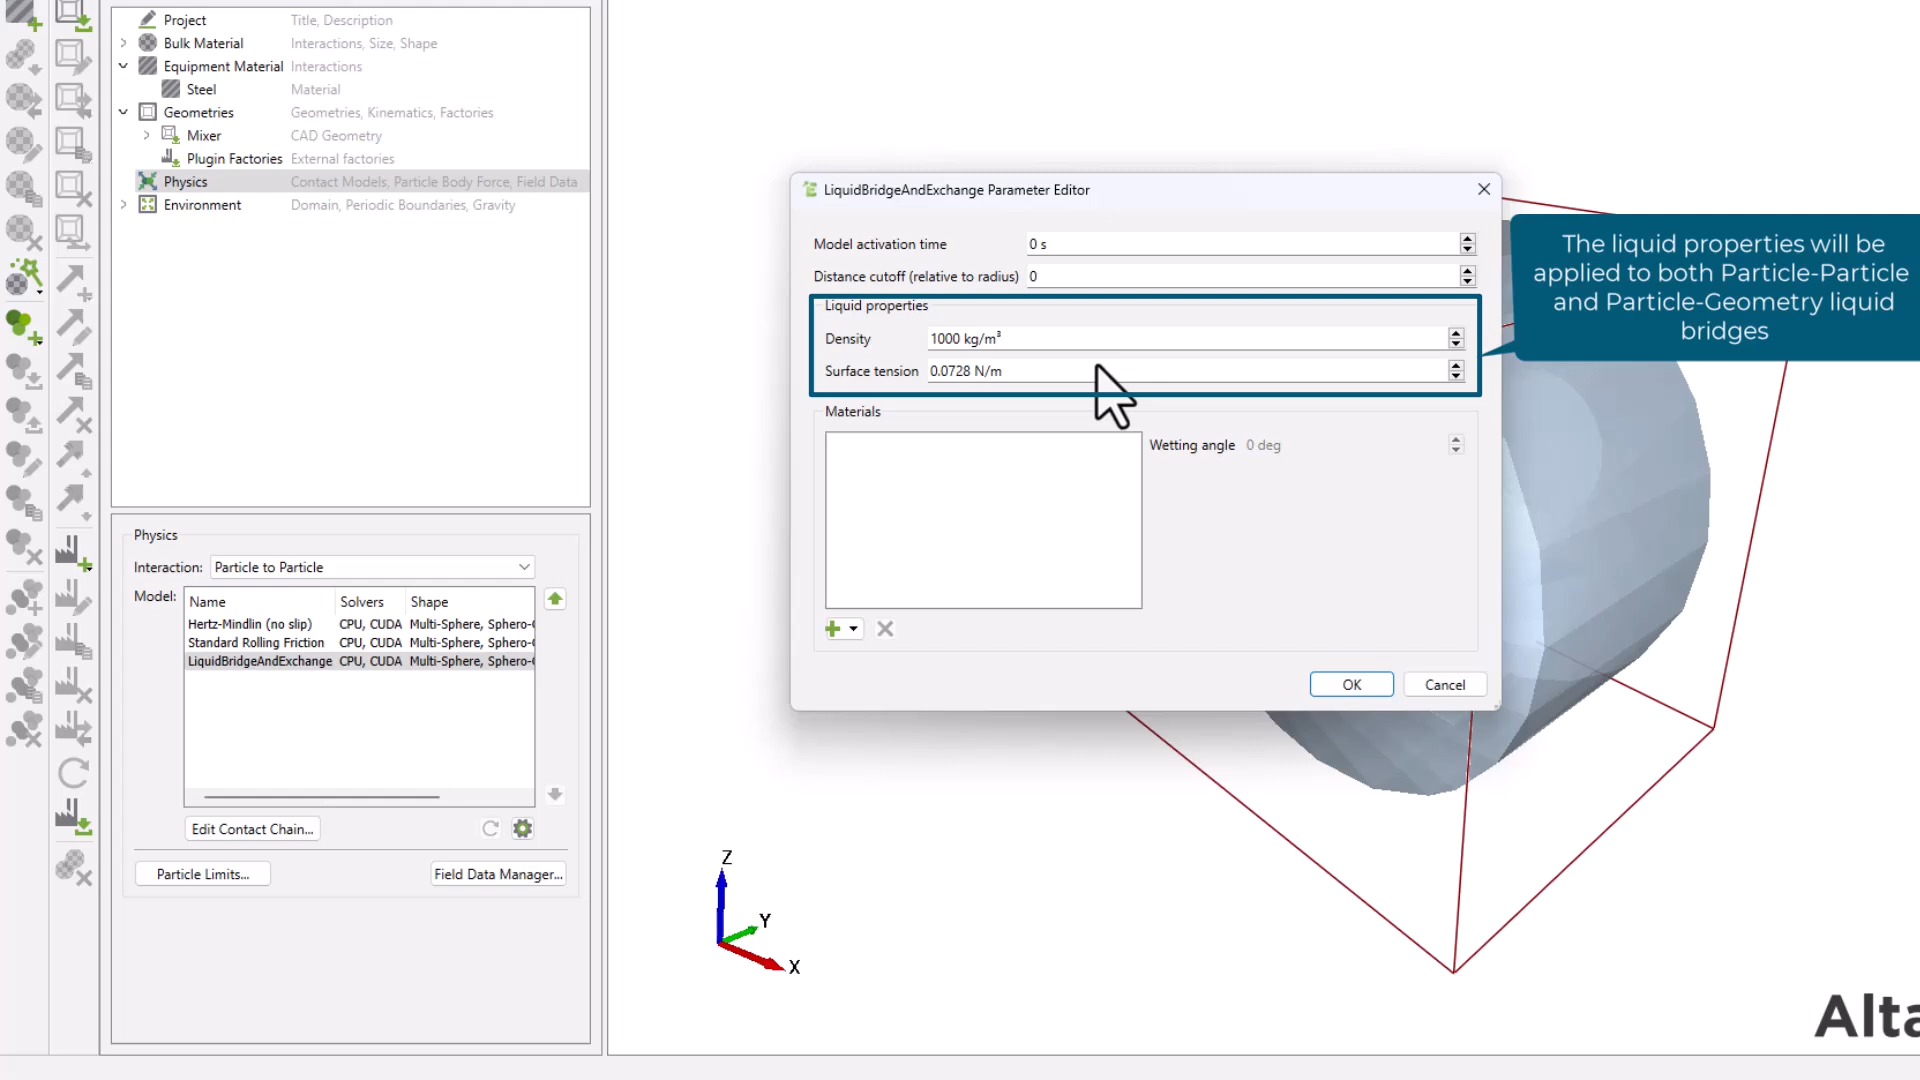 Project Title, Description
Bulk Material Interactions, Size, Shape
Equipment Material Interactions
Steel Material
Geometries Geometries, Kinematics, Factories
Mixer CAD Geometry
Plugin Factories External factories
Physics Contact Models, Particle Body Force, Field Data
Environment Domain, Periodic Boundaries, Gravity
Physics
Interaction: Particle to Particle
Model: Name Solvers Shape
Hertz-Mindlin (no slip) CPU, CUDA Multi-Sphere, Sphero-
Standard Rolling Friction CPU, CUDA Multi-Sphere, Sphero-
LiquidBridgeAndExchange CPU, CUDA Multi-Sphere, Sphero-
Edit Contact Chain...
Particle Limits... Field Data Manager...
LiquidBridgeAndExchange Parameter Editor
Model activation time 0 s
Distance cutoff (relative to radius) 0
Liquid properties
Density 1000 kg/m³
Surface tension 0.0728 N/m
Materials
Wetting angle 0 deg
OK Cancel
The liquid properties will be
applied to both Particle-Particle
and Particle-Geometry liquid
bridges
Z
Y
X
Alta